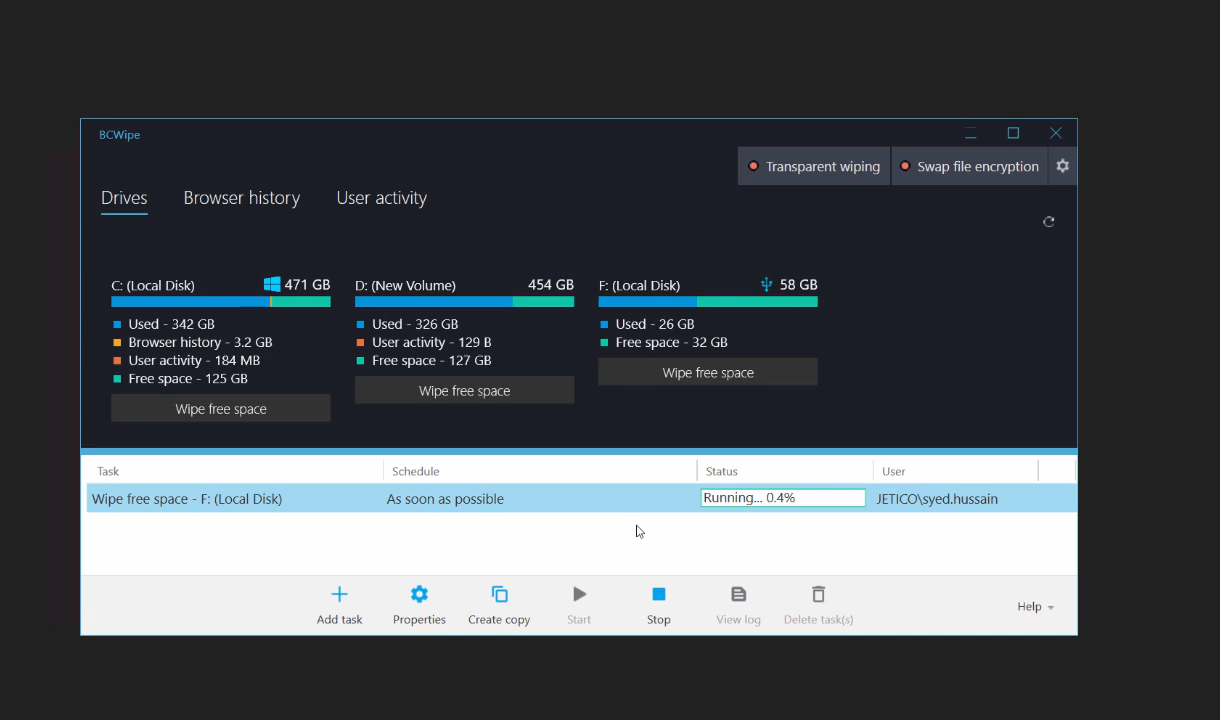 BCWipe
Transparent wiping
Swap file encryption
Drives
Browser history
User activity
C: (Local Disk)
471 GB
Used - 342 GB
Browser history - 3.2 GB
User activity - 184 MB
Free space - 125 GB
Wipe free space
D: (New Volume)
454 GB
Used - 326 GB
User activity - 129 B
Free space - 127 GB
Wipe free space
F: (Local Disk)
58 GB
Used - 26 GB
Free space - 32 GB
Wipe free space
Task
Schedule
Status
User
Wipe free space - F: (Local Disk)
As soon as possible
Running... 0.4%
JETICO\syed.hussain
Add task
Properties
Create copy
Start
Stop
View log
Delete task(s)
Help